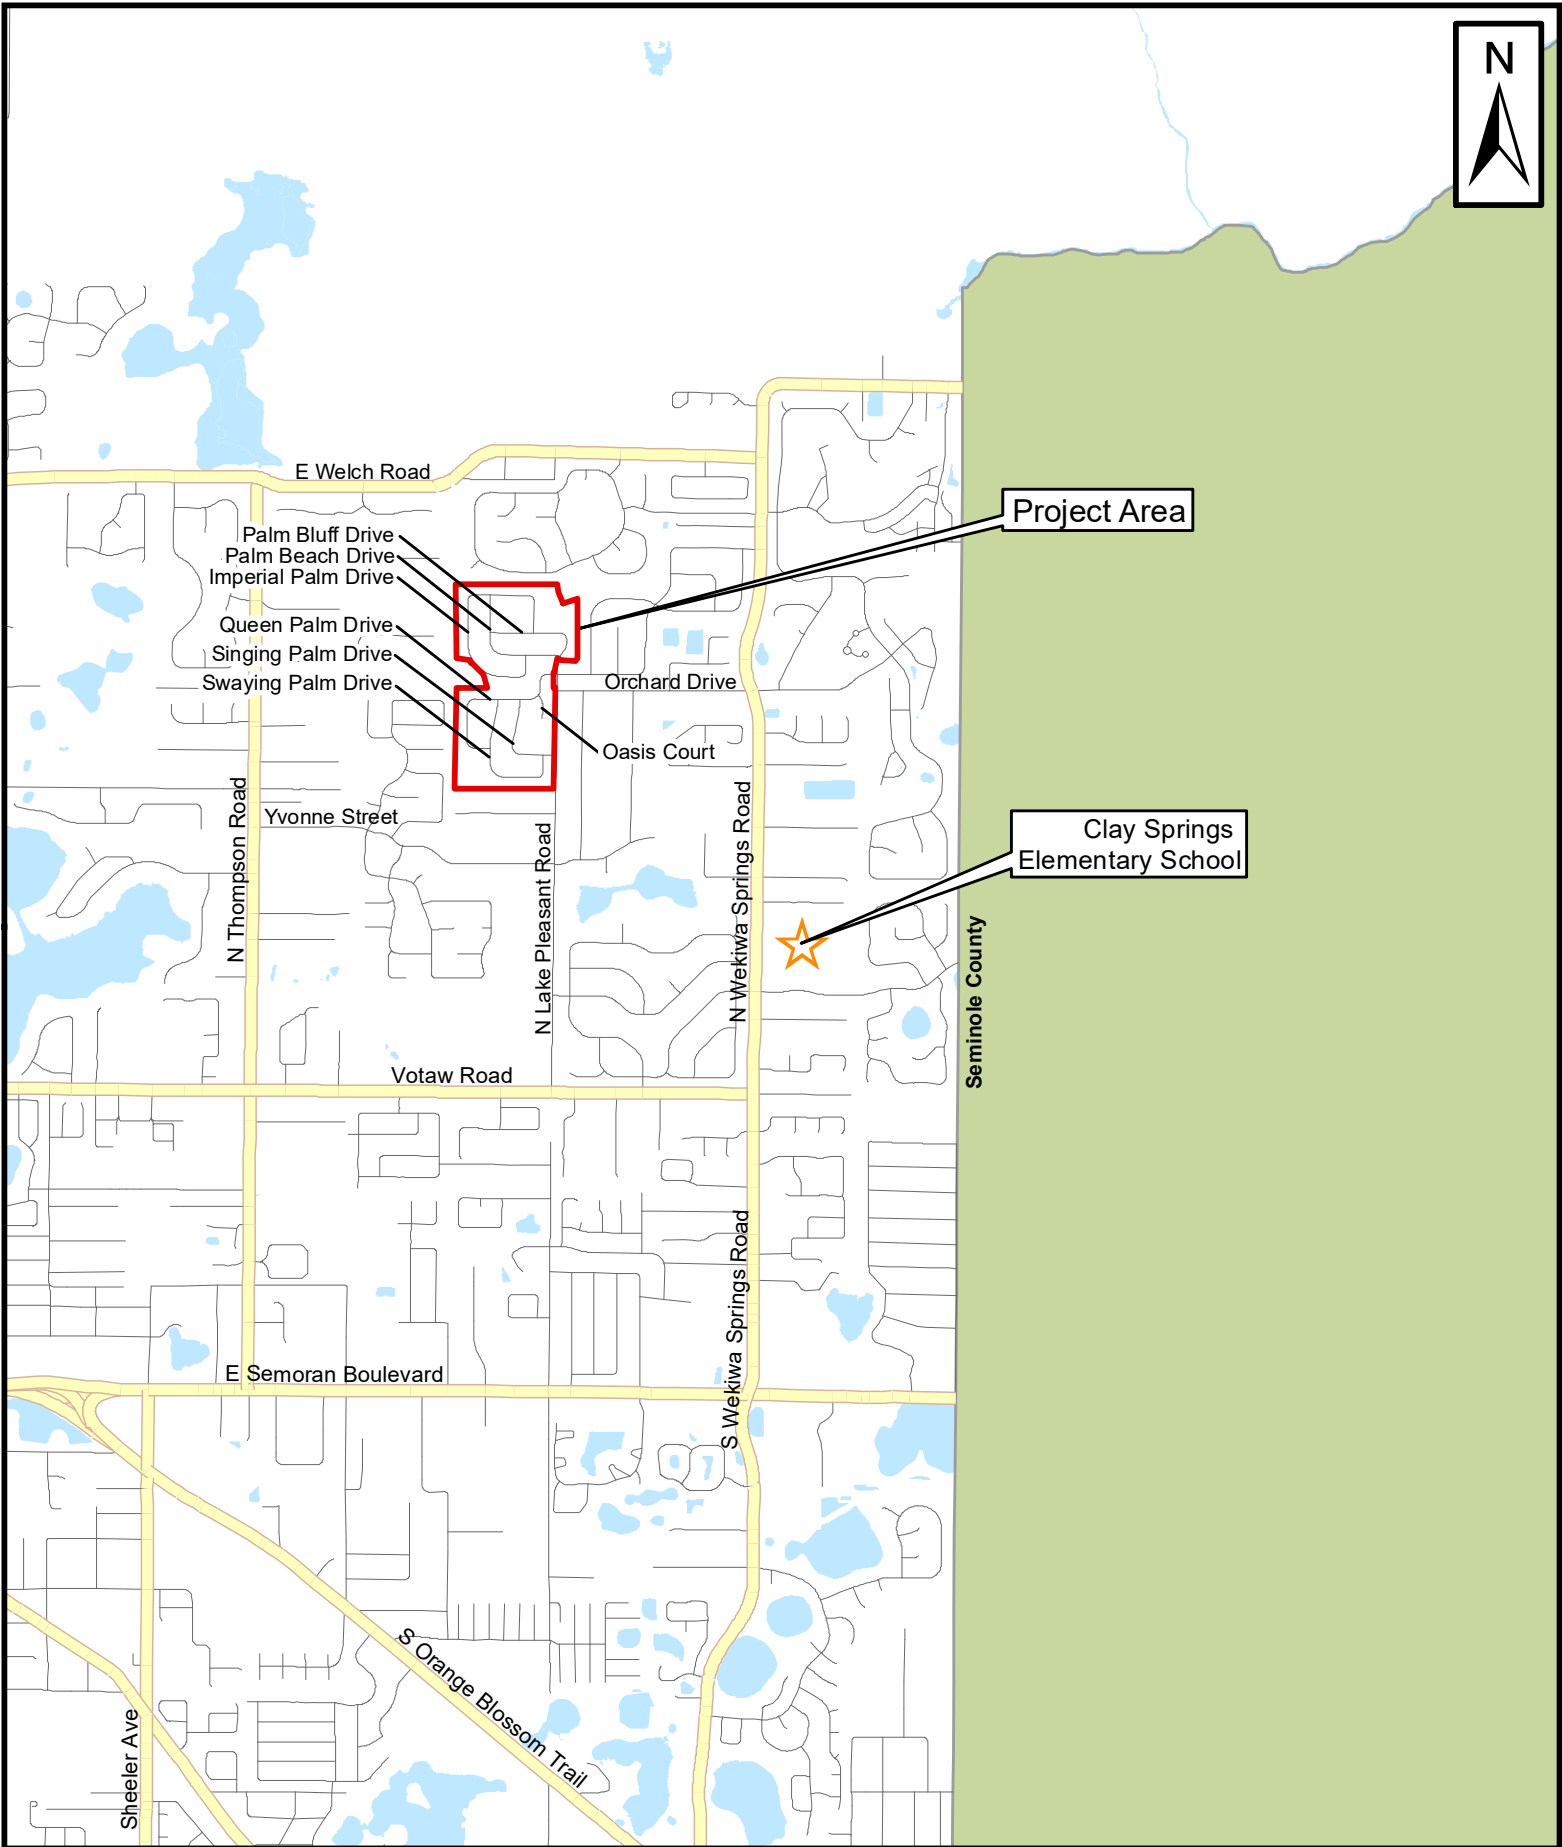 N
E Welch Road
Project Area
Palm Bluff Drive
Palm Beach Drive
Imperial Palm Drive
Queen Palm Drive
Singing Palm Drive
Swaying Palm Drive
Orchard Drive
Oasis Court
Yvonne Street
N Thompson Road
N Lake Pleasant Road
N Wekiwa Springs Road
Clay Springs
Elementary School
Seminole County
Votaw Road
S Wekiwa Springs Road
E Semoran Boulevard
S Orange Blossom Trail
Sheeler Ave